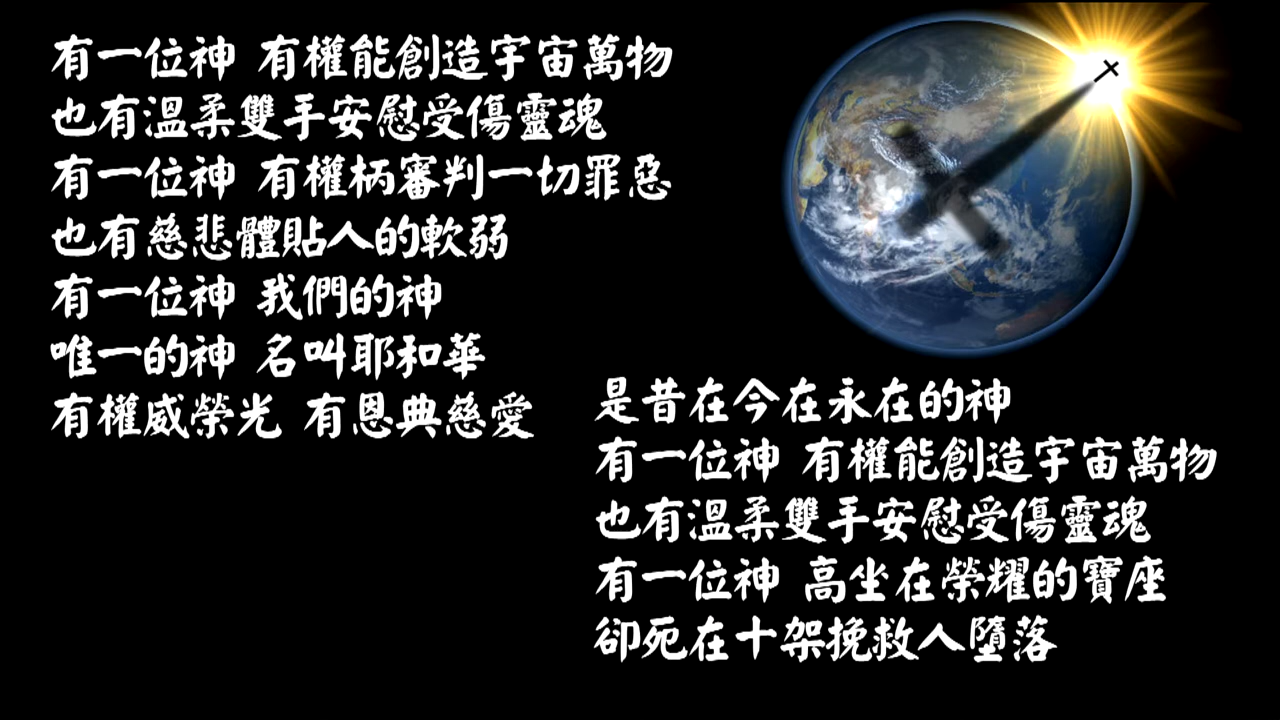 有一位神 有權能創造宇宙萬物
也有溫柔雙手安慰受傷靈魂
有一位神 有權柄審判一切罪惡
也有慈悲體貼人的軟弱
有一位神 我們的神
唯一的神 名叫耶和華
有權威榮光 有恩典慈愛
是昔在今在永在的神
有一位神 有權能創造宇宙萬物
也有溫柔雙手安慰受傷靈魂
有一位神 高坐在榮耀的寶座
卻死在十架挽救人墮落